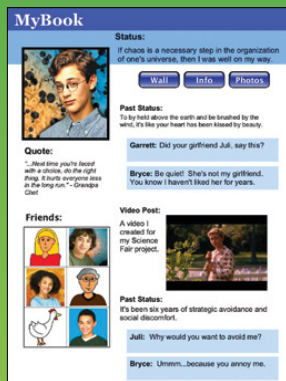 MyBook
Status:
If chaos is a necessary step in the organization
of one's universe, then I was well on my way.
Wall
Info
Photos
Past Status:
To by held above the earth and be brushed by the
wind, it's like your heart has been kissed by beauty.
Quote:
"...Next time you're faced
with a choice, do the right
thing. It hurts everyone less
in the long run." - Grandpa
Chet
Garrett: Did your girlfriend Juli, say this?
Bryce: Be quiet! She's not my girlfriend.
You know I haven't liked her for years.
Friends:
Video Post:
A video I
created for
my Science
Fair project.
Past Status:
It's been six years of strategic avoidance and
social discomfort.
Juli: Why would you want to avoid me?
Bryce: Ummm...because you annoy me.